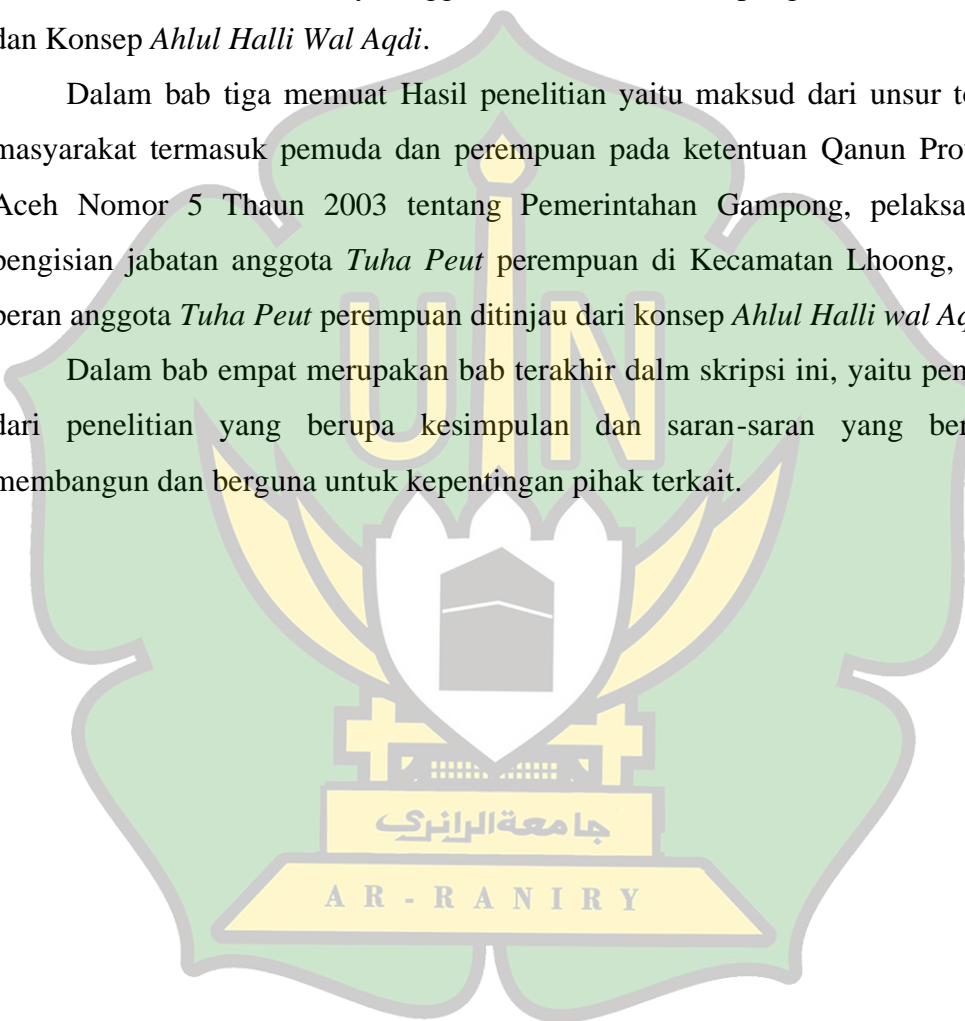 dan Konsep Ahlul Halli Wal Aqdi.
Dalam bab tiga memuat Hasil penelitian yaitu maksud dari unsur
masyarakat termasuk pemuda dan perempuan pada ketentuan Qanun
Aceh Nomor 5 Thaun 2003 tentang Pemerintahan Gampong,
pengisian jabatan anggota Tuha Peut perempuan di Kecamatan Lhoong,
peran anggota Tuha Peut perempuan ditinjau dari konsep Ahlul Halli wal
Dalam bab empat merupakan bab terakhir dalm skripsi ini, yaitu
dari penelitian yang berupa kesimpulan dan saran-saran yang
membangun dan berguna untuk kepentingan pihak terkait.
UIN
جامعة الرانري
AR-RANIRY